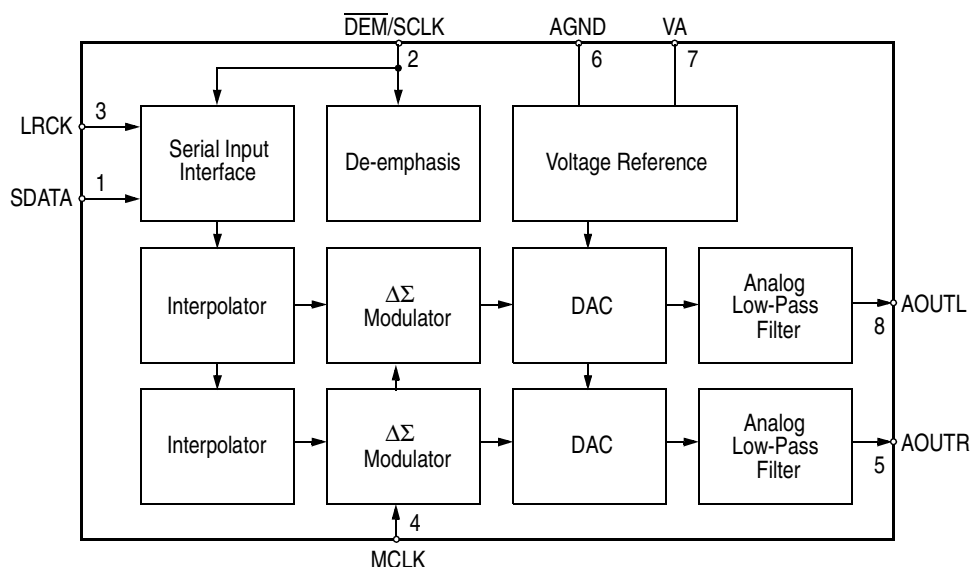 DEM/SCLK
AGND
VA
2
6
7
LRCK
3
SDATA
1
Serial Input
Interface
De-emphasis
Voltage Reference
Interpolator
ΔΣ
Modulator
DAC
Analog
Low-Pass
Filter
AOUTL
8
Interpolator
ΔΣ
Modulator
DAC
Analog
Low-Pass
Filter
AOUTR
5
4
MCLK